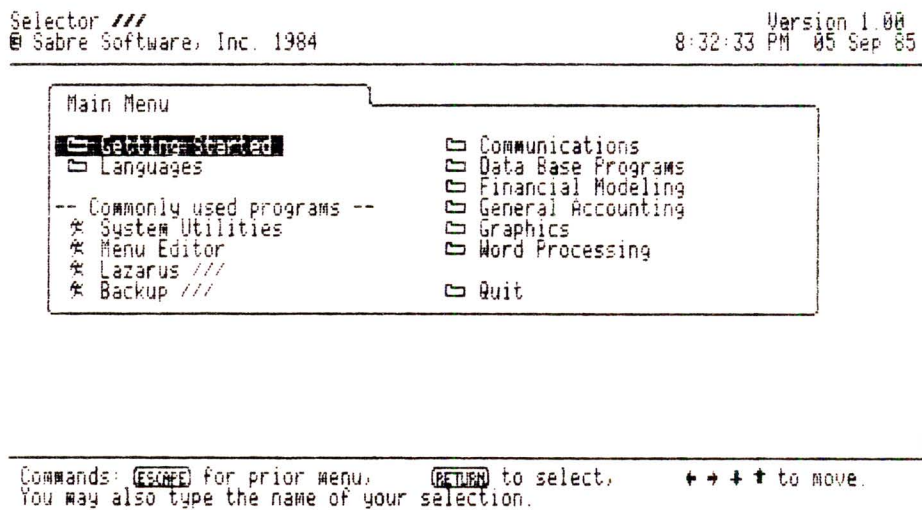 Selector ///
© Sabre Software, Inc. 1984
Version 1.00
8:32:33 PM 05 Sep 85
Main Menu
Getting Started
Languages
-- Commonly used programs --
System Utilities
Menu Editor
Lazarus ///
Backup ///
Communications
Data Base Programs
Financial Modeling
General Accounting
Graphics
Word Processing
Quit
Commands: ESCAPE for prior menu, RETURN to select, ← → ↓ ↑ to move.
You may also type the name of your selection.